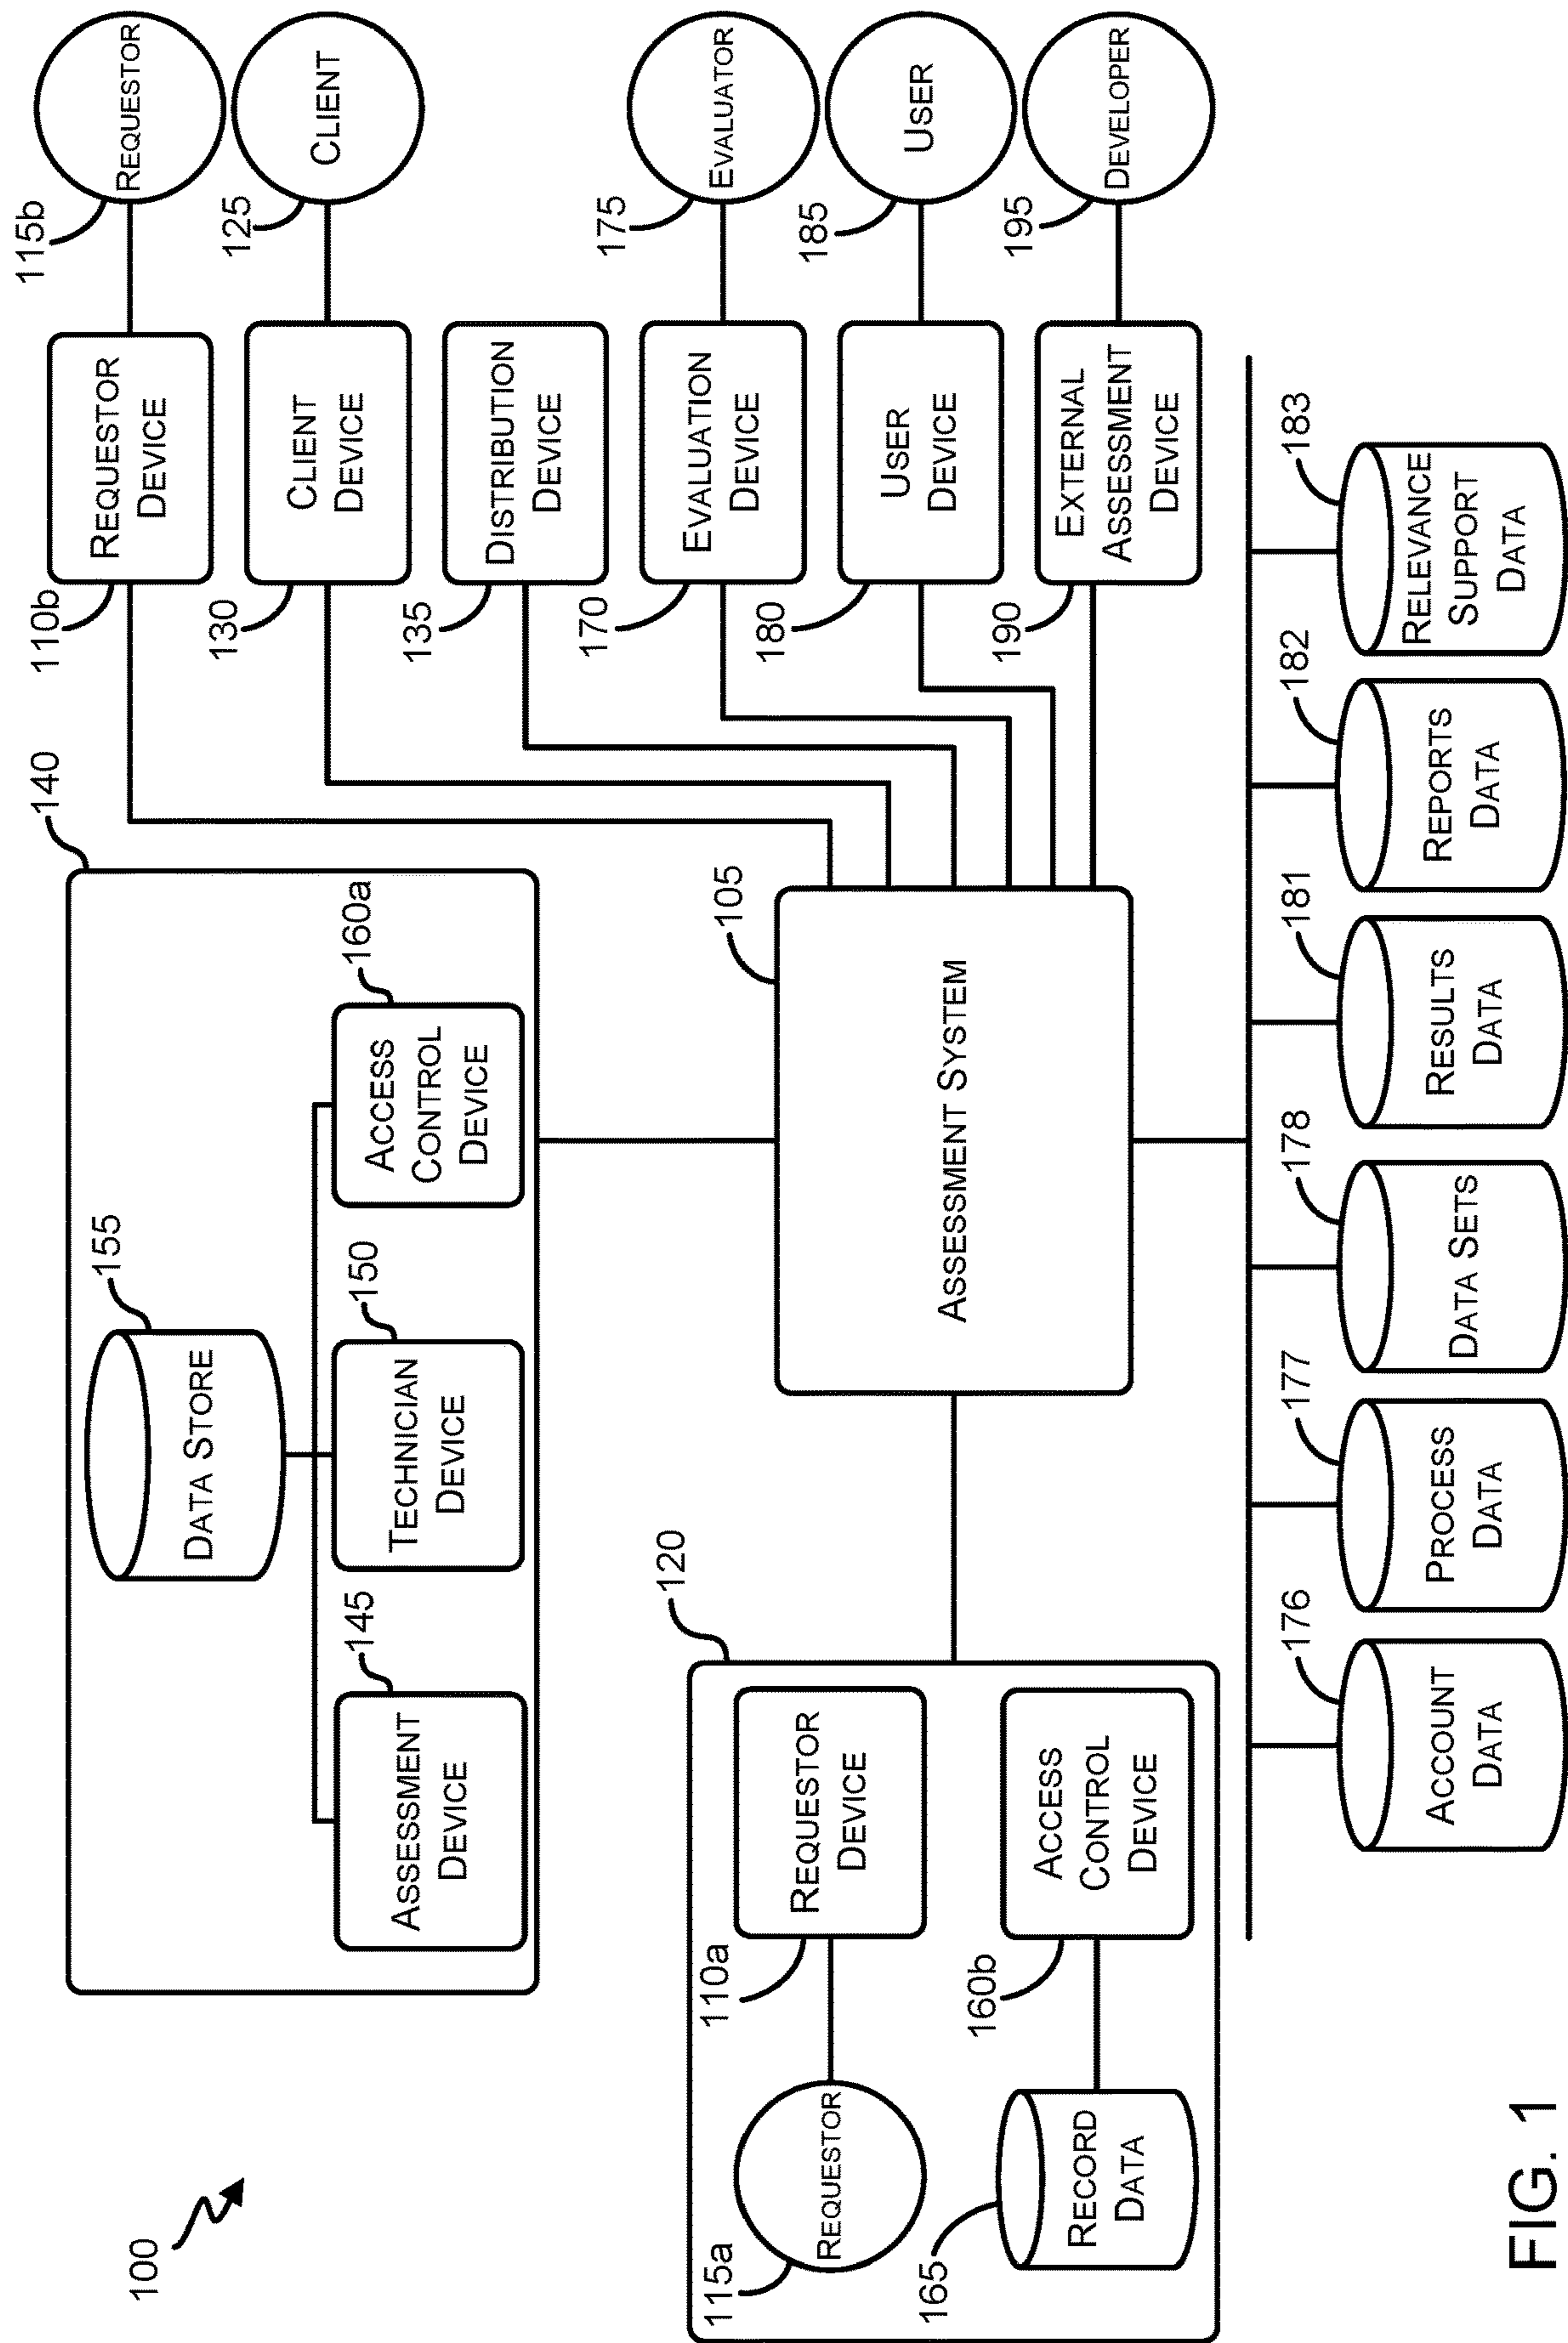 100
140
155
DATA STORE
145
ASSESSMENT
DEVICE
150
TECHNICIAN
DEVICE
160a
ACCESS
CONTROL
DEVICE
110b
REQUESTOR
DEVICE
115b
REQUESTOR
130
CLIENT
DEVICE
125
CLIENT
135
DISTRIBUTION
DEVICE
170
EVALUATION
DEVICE
175
EVALUATOR
180
USER
DEVICE
185
USER
190
EXTERNAL
ASSESSMENT
DEVICE
195
DEVELOPER
105
ASSESSMENT SYSTEM
120
115a
REQUESTOR
110a
REQUESTOR
DEVICE
165
RECORD
DATA
160b
ACCESS
CONTROL
DEVICE
176
ACCOUNT
DATA
177
PROCESS
DATA
178
DATA SETS
181
RESULTS
DATA
182
REPORTS
DATA
183
RELEVANCE
SUPPORT
DATA
FIG. 1